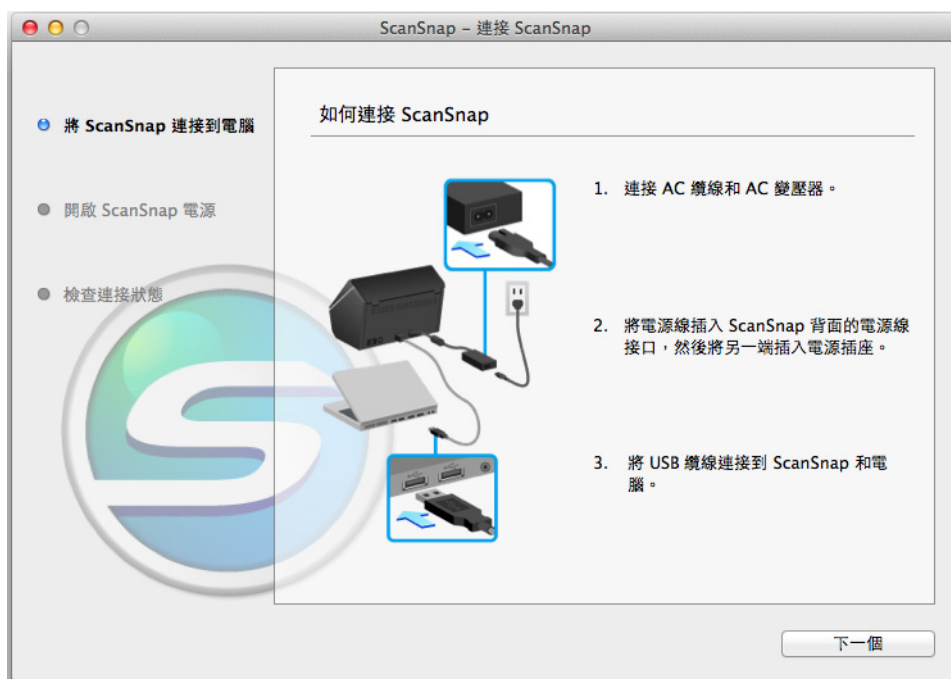 ScanSnap – 連接 ScanSnap
將 ScanSnap 連接到電腦
開啟 ScanSnap 電源
檢查連接狀態
如何連接 ScanSnap
1. 連接 AC 纜線和 AC 變壓器。
2. 將電源線插入 ScanSnap 背面的電源線
接口，然後將另一端插入電源插座。
3. 將 USB 纜線連接到 ScanSnap 和電
腦。
下一個